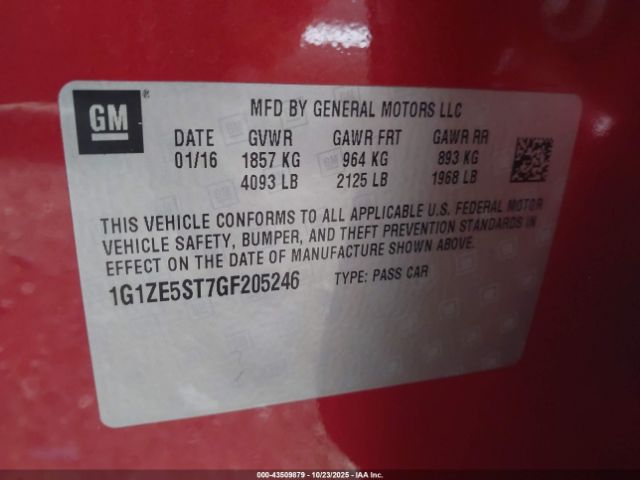 GM®
MFD BY GENERAL MOTORS LLC
DATE GVWR GAWR FRT GAWR RR
01/16 1857 KG 964 KG 893 KG
4093 LB 2125 LB 1968 LB
THIS VEHICLE CONFORMS TO ALL APPLICABLE U.S. FEDERAL MOTOR
VEHICLE SAFETY, BUMPER, AND THEFT PREVENTION STANDARDS IN
EFFECT ON THE DATE OF MANUFACTURE SHOWN ABOVE.
1G1ZE5ST7GF205246 TYPE: PASS CAR
000-43509879 - 10/23/2025 - IAA Inc.